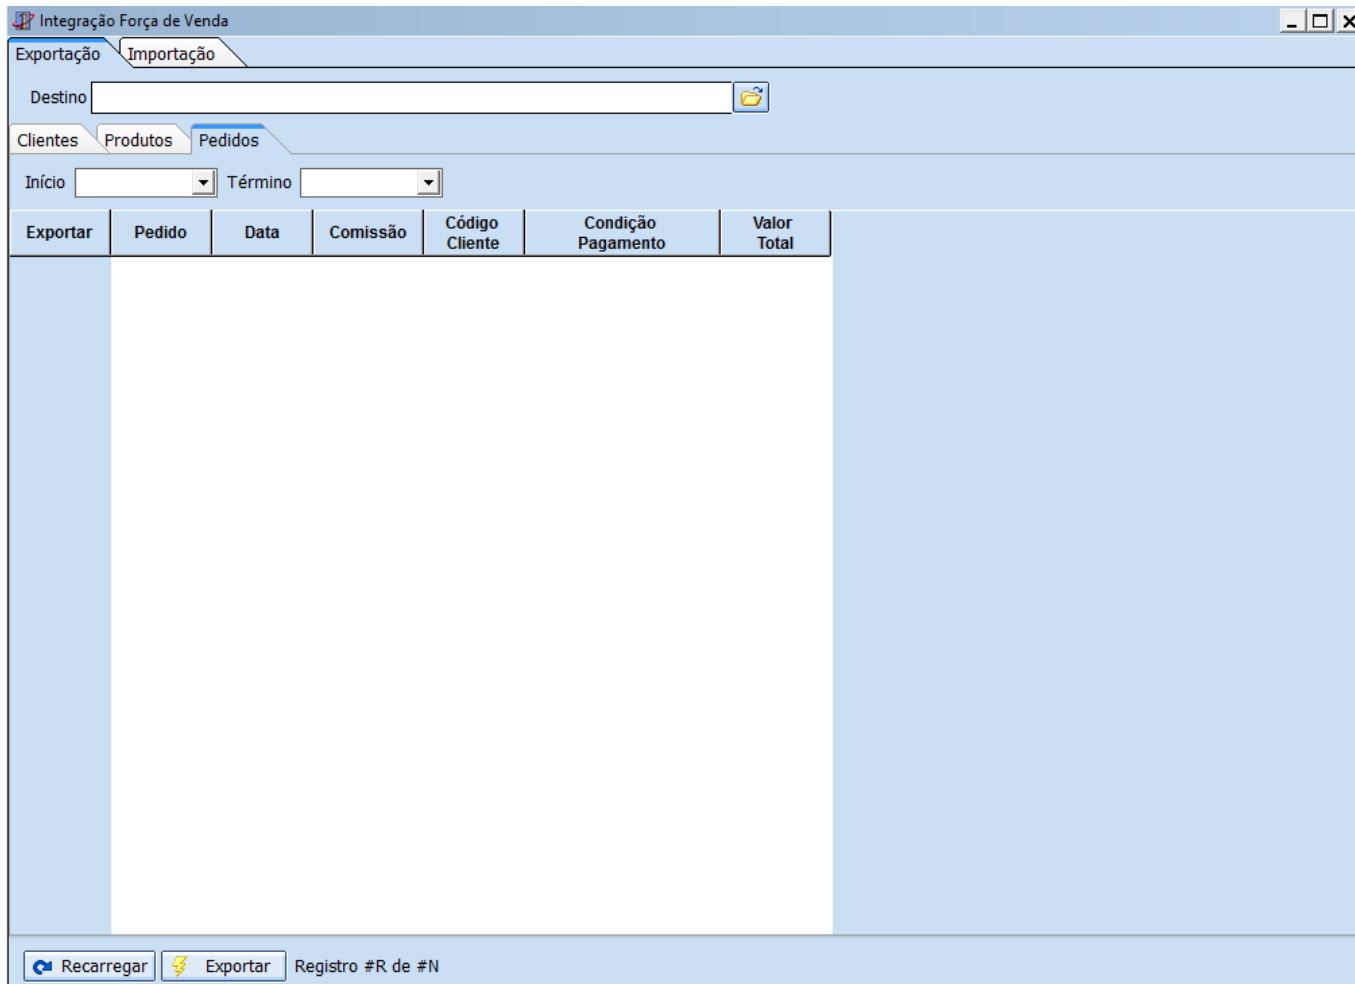 Integração Força de Venda
Exportação Importação
Destino
Clientes Produtos Pedidos
Início Término
Exportar Pedido Data Comissão Código Cliente Condição Pagamento Valor Total
Recarregar Exportar Registro #R de #N